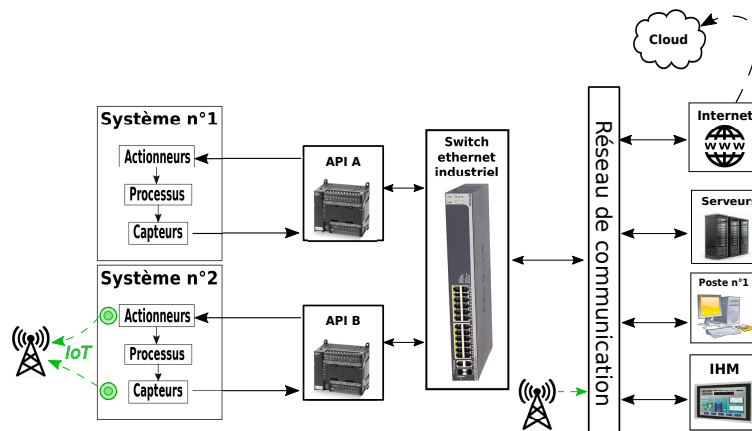 Cloud
Système n°1
Actionneurs
Processus
Capteurs
API A
Switch
ethernet
industriel
Réseau de communication
Internet
WWW
Serveurs
Système n°2
Actionneurs
Processus
Capteurs
IoT
API B
Poste n°1
IHM